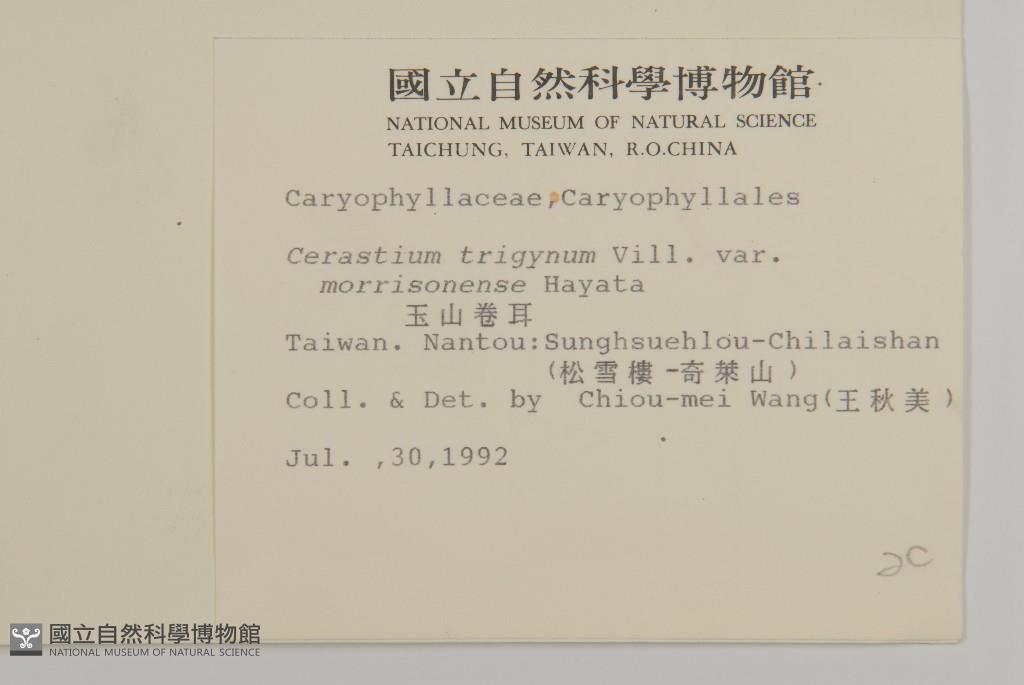 國立自然科學博物館
NATIONAL MUSEUM OF NATURAL SCIENCE
TAICHUNG, TAIWAN, R.O.CHINA
Caryophyllaceae,Caryophyllales
Cerastium trigynum Vill. var.
morrisonense Hayata
玉山卷耳
Taiwan. Nantou:Sunghsuehlou-Chilaishan
(松雪樓-奇萊山)
Coll. & Det. by Chiou-mei Wang(王秋美)
Jul. ,30,1992
2C
國立自然科學博物館
NATIONAL MUSEUM OF NATURAL SCIENCE